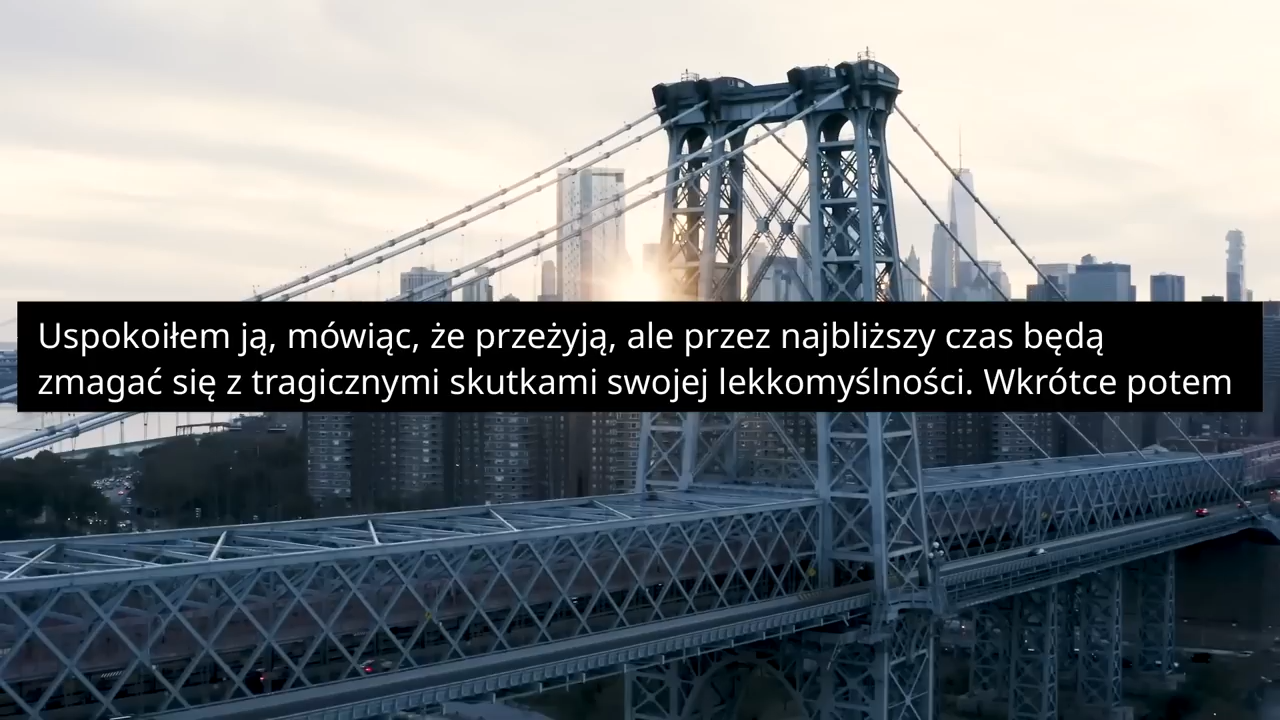 Uspokoiłem ją, mówiąc, że przeżyją, ale przez najbliższy czas będą
zmagać się z tragicznymi skutkami swojej lekkomyślności. Wkrótce potem